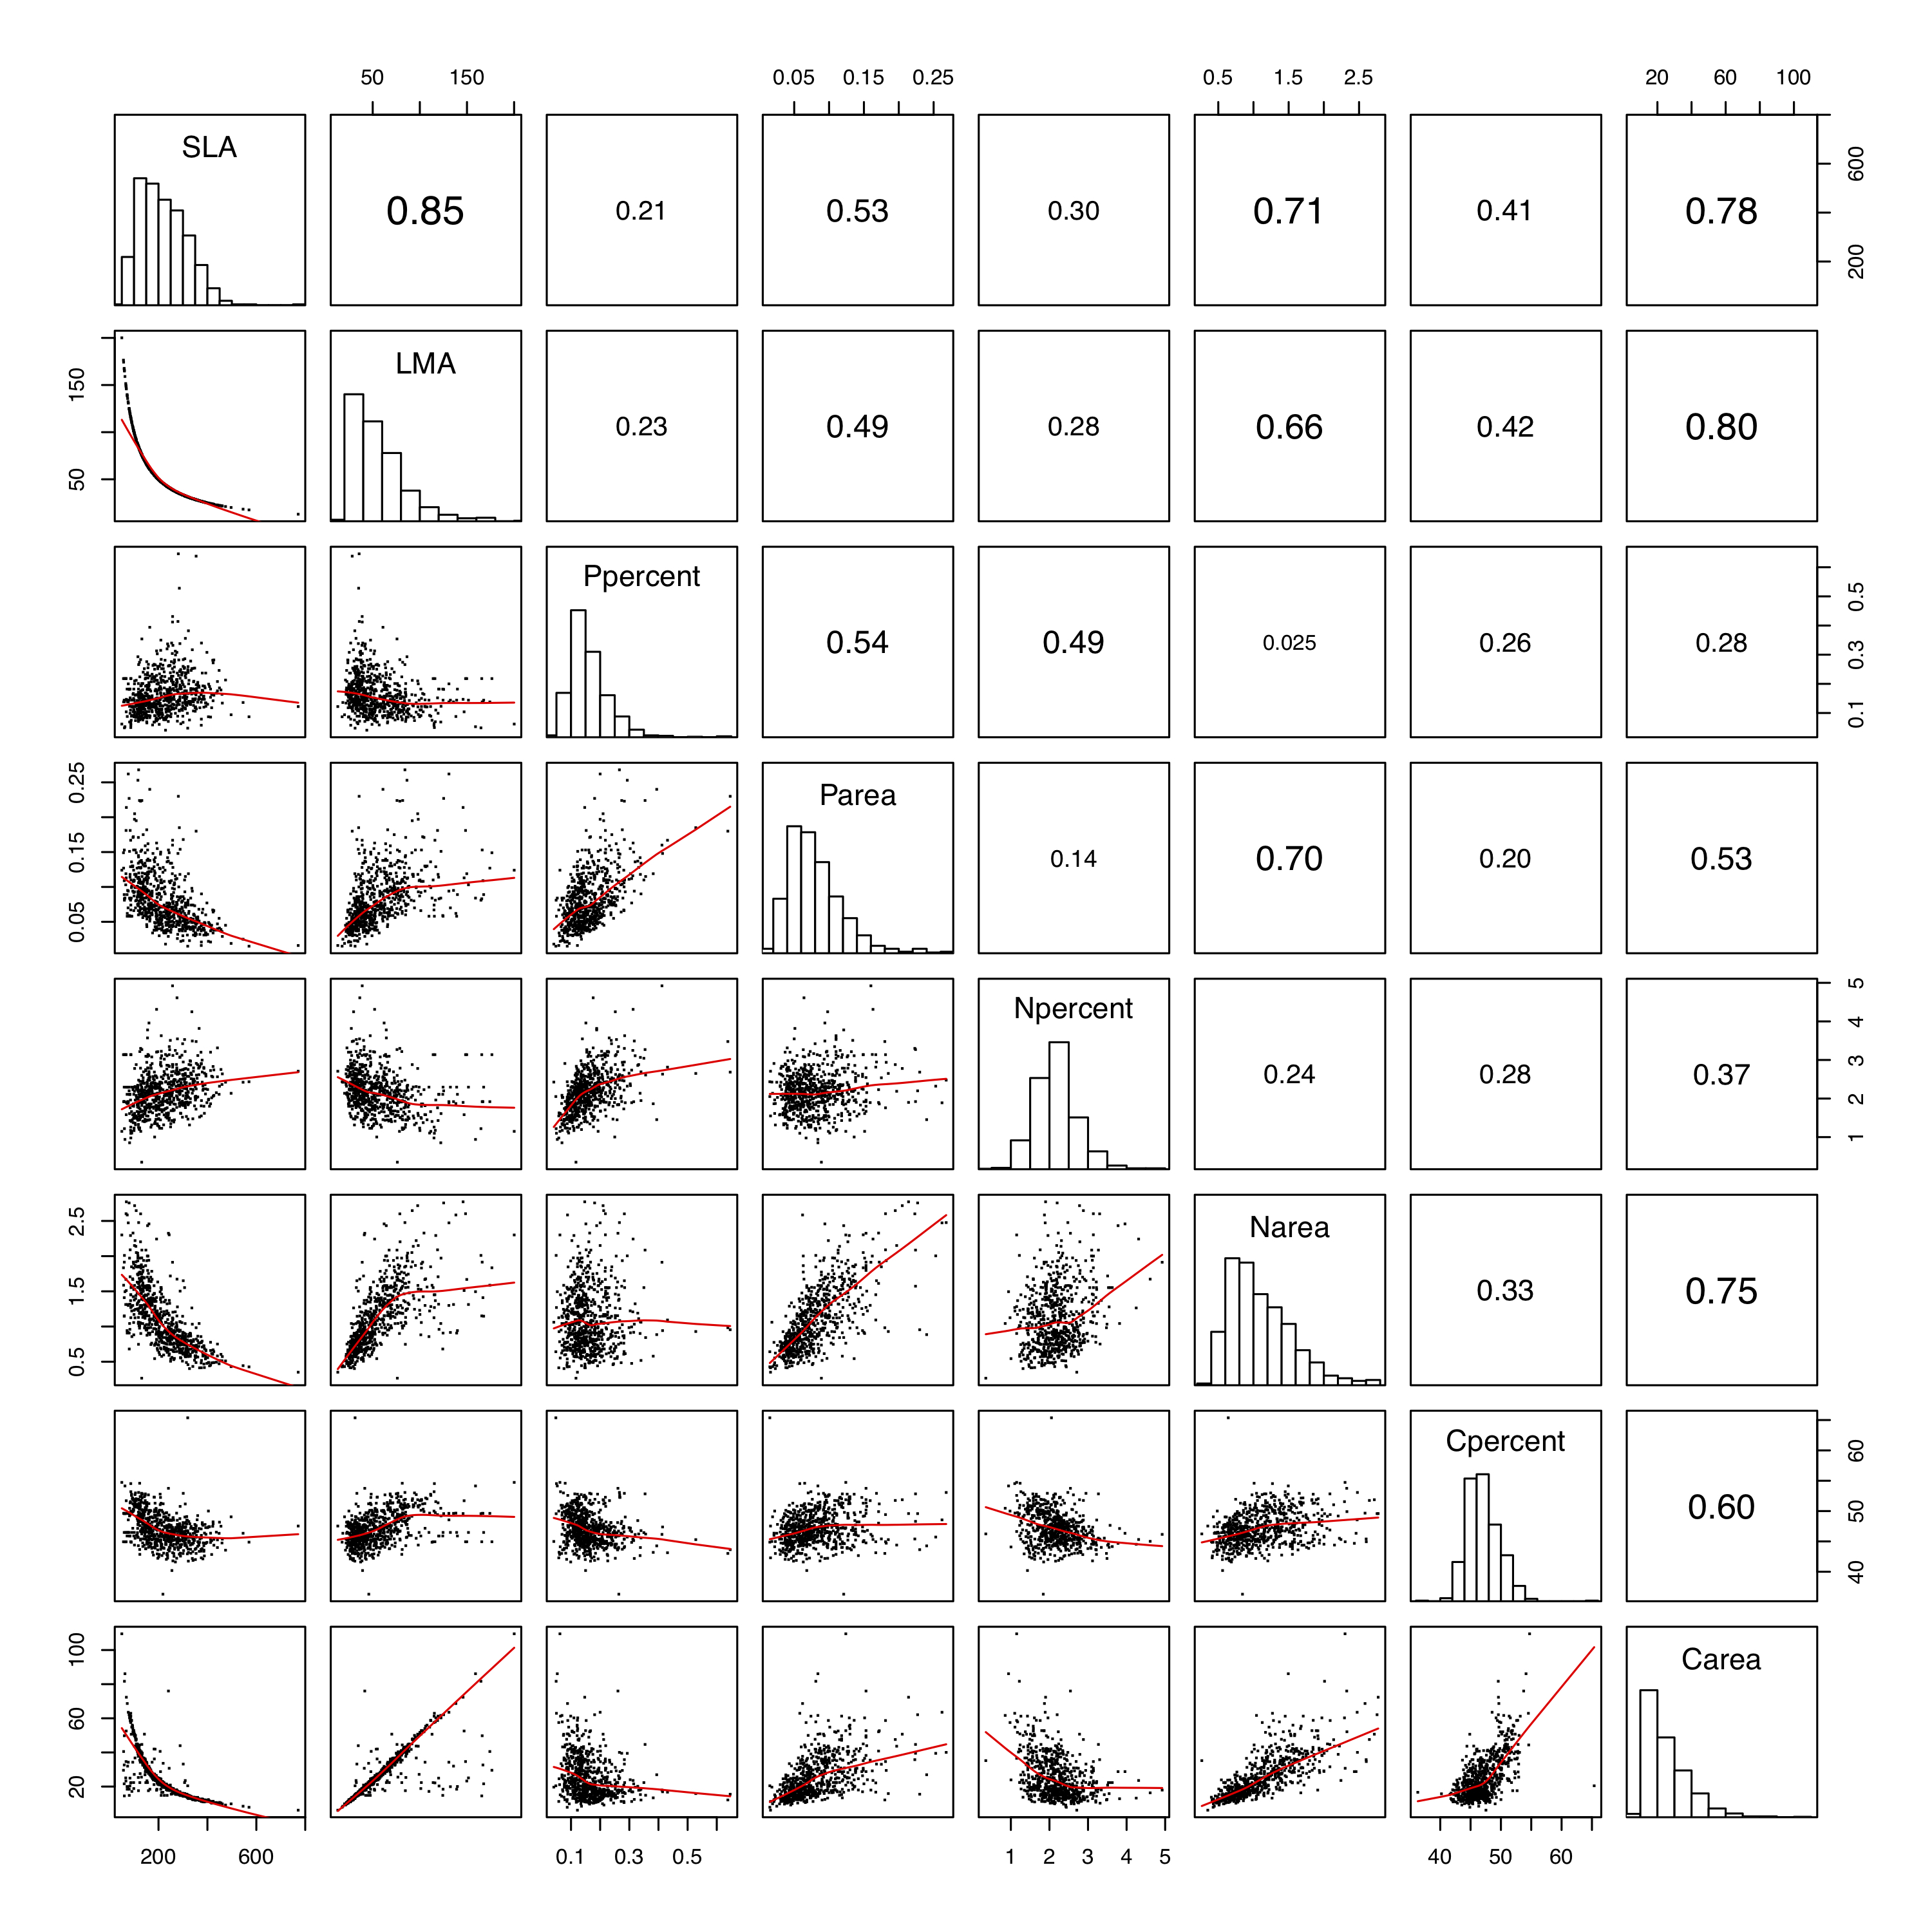 50 150 0.05 0.15 0.25 0.5 1.5 2.5 20 60 100
SLA 0.85 0.21 0.53 0.30 0.71 0.41 0.78 200 600
50 150 LMA 0.23 0.49 0.28 0.66 0.42 0.80
Ppercent 0.54 0.49 0.025 0.26 0.28 0.1 0.3 0.5
0.05 0.15 0.25 Parea 0.14 0.70 0.20 0.53
Npercent 0.24 0.28 0.37 1 2 3 4 5
0.5 1.5 2.5 Narea 0.33 0.75
Cpercent 0.60 40 50 60
20 60 100 Carea
200 600 0.1 0.3 0.5 1 2 3 4 5 40 50 60